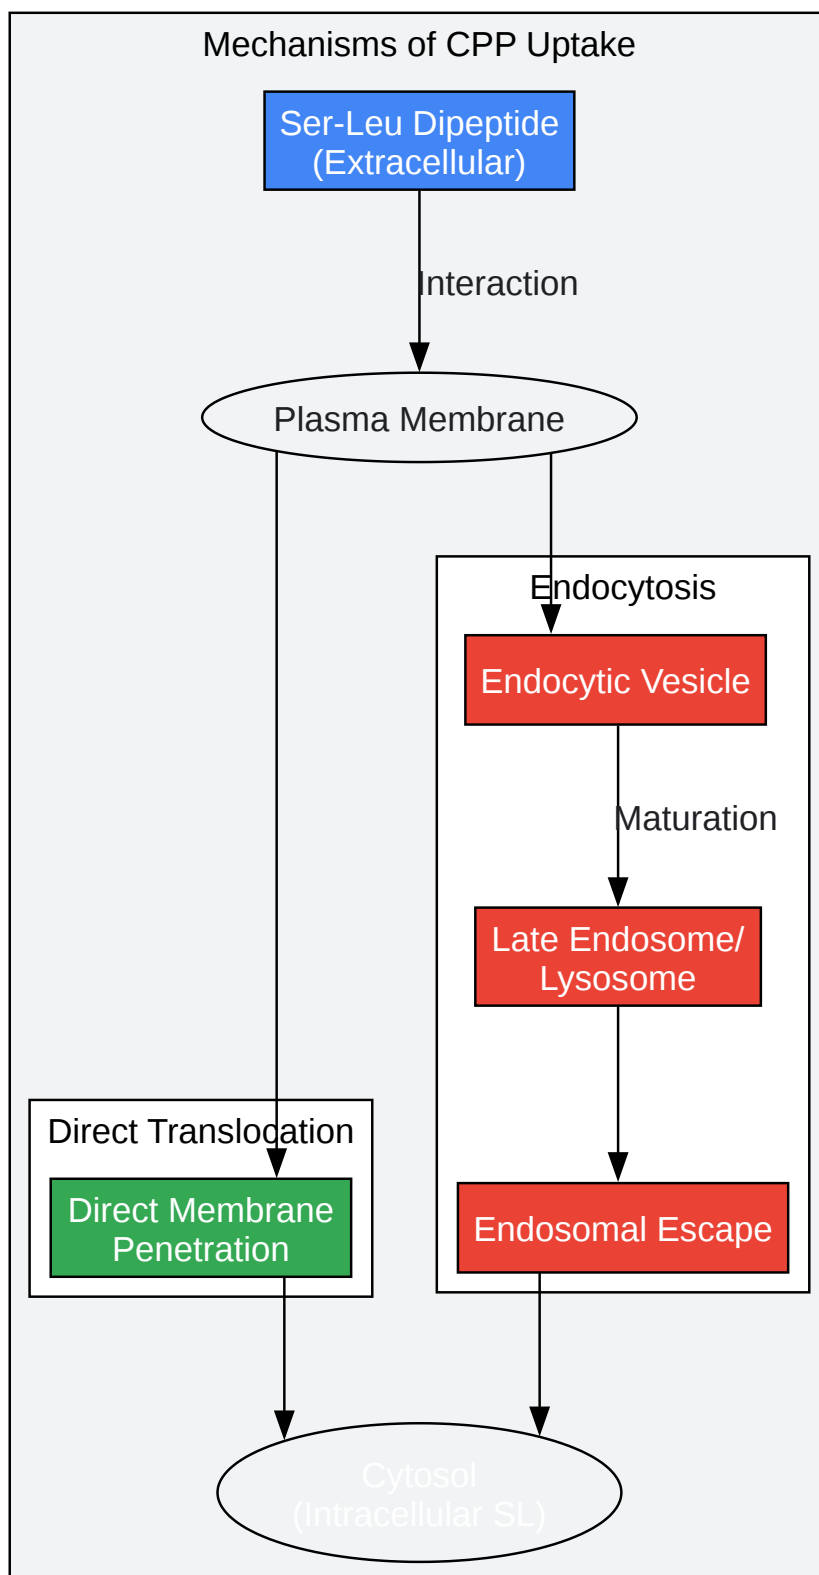 Mechanisms of CPP Uptake
Ser-Leu Dipeptide
(Extracellular)
Interaction
Plasma Membrane
Endocytosis
Endocytic Vesicle
Maturation
Late Endosome/
Lysosome
Direct Translocation
Direct Membrane
Penetration
Endosomal Escape
Cytosol
(Intracellular SL)